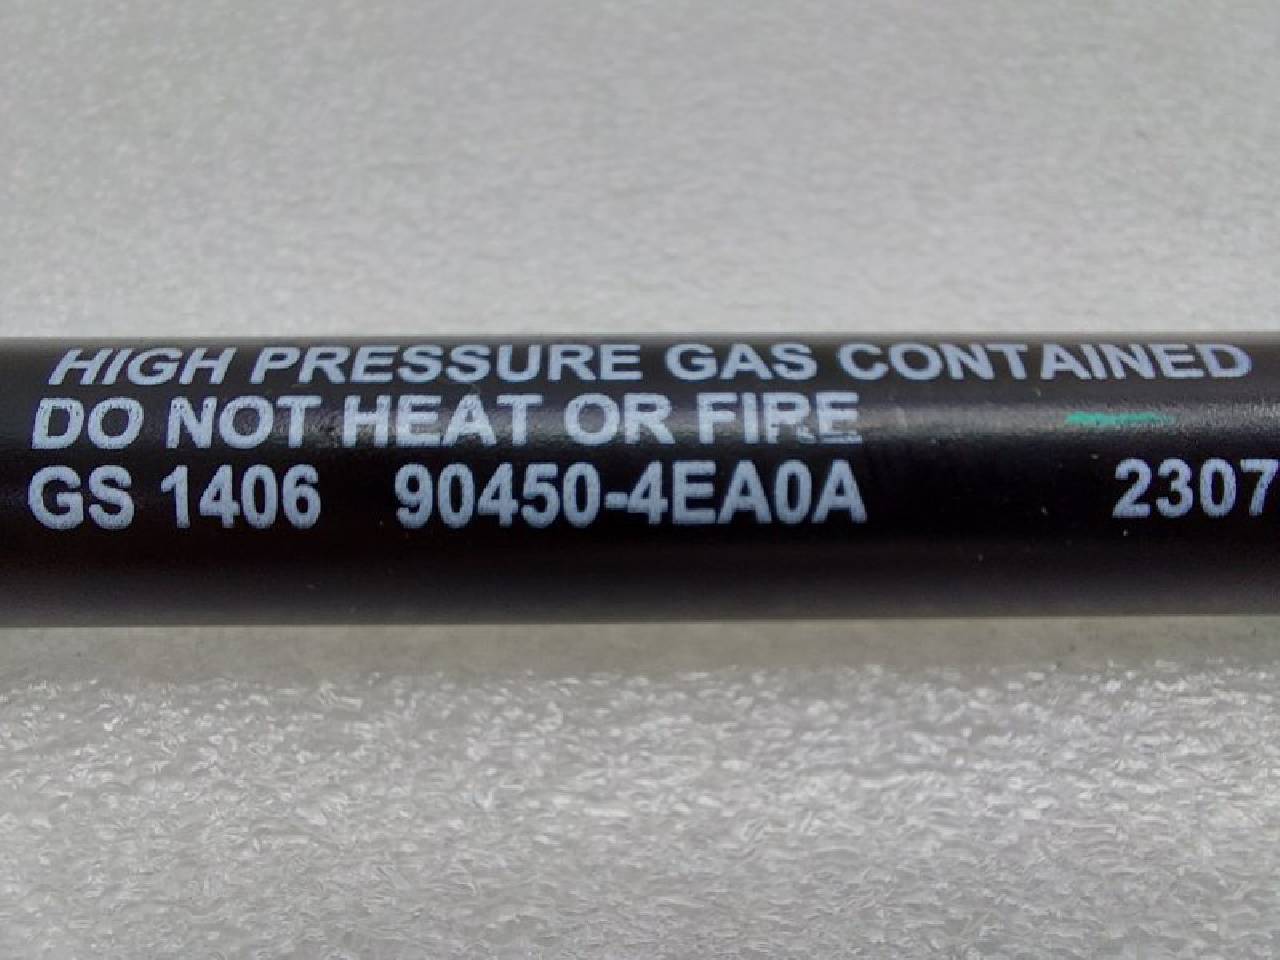 HIGH PRESSURE GAS CONTAINED
DO NOT HEAT OR FIRE
GS 1406 90450-4EA0A 2307